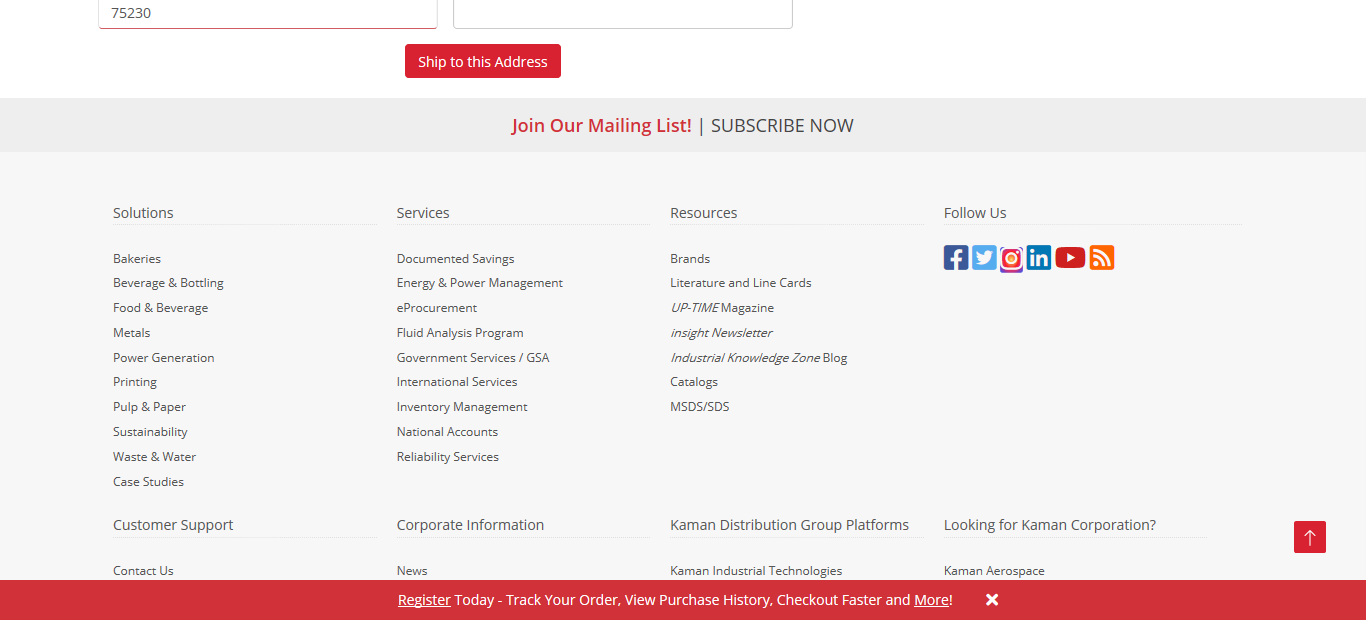 75230
Ship to this Address
Join Our Mailing List! | SUBSCRIBE NOW
Solutions
Bakeries
Beverage & Bottling
Food & Beverage
Metals
Power Generation
Printing
Pulp & Paper
Sustainability
Waste & Water
Case Studies
Services
Documented Savings
Energy & Power Management
eProcurement
Fluid Analysis Program
Government Services / GSA
International Services
Inventory Management
National Accounts
Reliability Services
Resources
Brands
Literature and Line Cards
UP-TIME Magazine
insight Newsletter
Industrial Knowledge Zone Blog
Catalogs
MSDS/SDS
Follow Us
Customer Support
Contact Us
Corporate Information
News
Kaman Distribution Group Platforms
Kaman Industrial Technologies
Looking for Kaman Corporation?
Kaman Aerospace
Register Today - Track Your Order, View Purchase History, Checkout Faster and More!